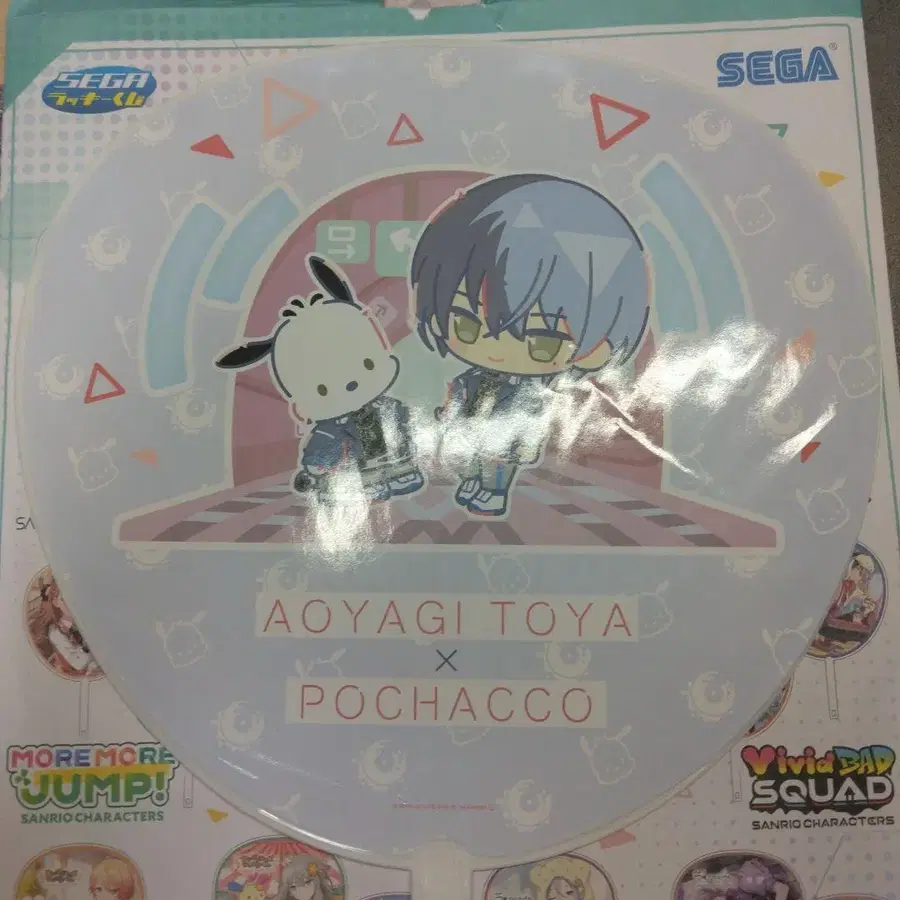 SEGA
ラッキーくじ
SEGA
AOYAGI TOYA
×
POCHACCO
MORE MORE
JUMP!
SANRIO CHARACTERS
Vivid BAD
SQUAD
SANRIO CHARACTERS